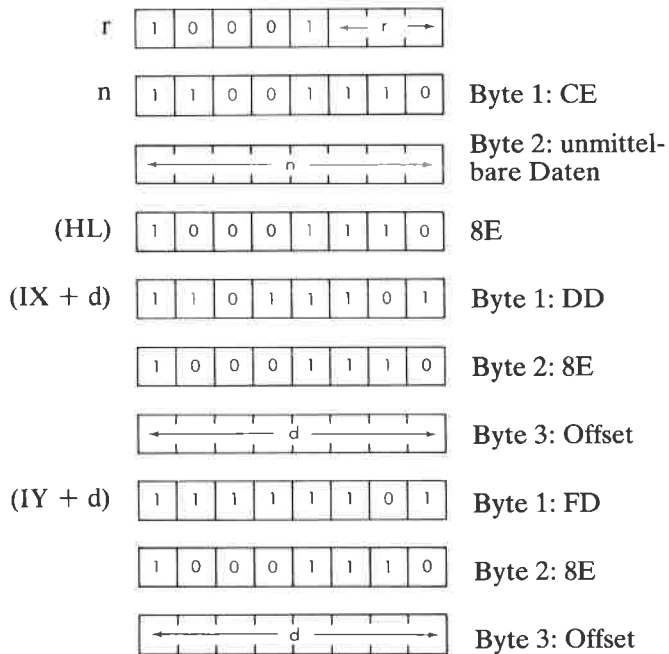 r 1 0 0 0 1 r
n 1 1 0 0 1 1 1 0 Byte 1: CE
n Byte 2: unmittel-
bare Daten
(HL) 1 0 0 0 1 1 1 0 8E
(IX + d) 1 1 0 1 1 1 0 1 Byte 1: DD
1 0 0 0 1 1 1 0 Byte 2: 8E
d Byte 3: Offset
(IY + d) 1 1 1 1 1 1 0 1 Byte 1: FD
1 0 0 0 1 1 1 0 Byte 2: 8E
d Byte 3: Offset